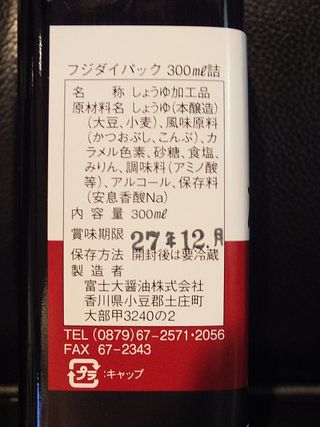 フジダイパック 300㎖詰
名称 しょうゆ加工品
原材料名 しょうゆ(本醸造)
(大豆、小麦)、風味原料
(かつおぶし、こんぶ)、カ
ラメル色素、砂糖、食塩、
みりん、調味料(アミノ酸
等)、アルコール、保存料
(安息香酸Na)
内容量 300㎖
賞味期限 27年12.月
保存方法 開封後は要冷蔵
製造者
富士大醤油株式会社
香川県小豆郡土庄町
大部甲3240の2
TEL (0879)67-2571・2056
FAX 67-2343
プラ :キャップ